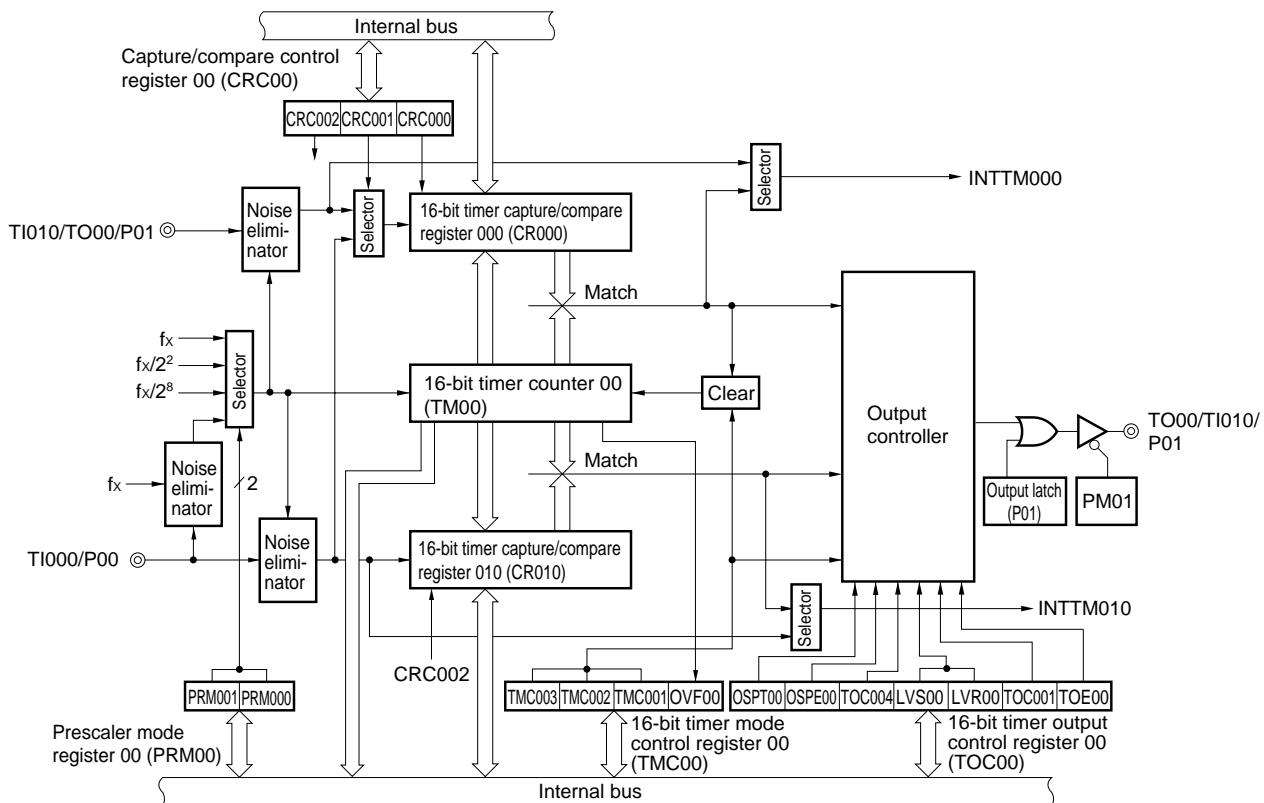 Internal bus
Capture/compare control
register 00 (CRC00)
CRC002 CRC001 CRC000
Selector
INTTM000
TI010/TO00/P01
Noise
elimi-
nator
Selector
16-bit timer capture/compare
register 000 (CR000)
Match
fX
fX/2²
fX/2⁸
Selector
16-bit timer counter 00
(TM00)
Clear
Output
controller
TO00/TI010/
P01
Match
fX
Noise
elimi-
nator
2
Output latch
(P01)
PM01
TI000/P00
Noise
elimi-
nator
16-bit timer capture/compare
register 010 (CR010)
Selector
INTTM010
CRC002
PRM001 PRM000
TMC003 TMC002 TMC001 OVF00
OSPT00 OSPE00 TOC004 LVS00 LVR00 TOC001 TOE00
Prescaler mode
register 00 (PRM00)
16-bit timer mode
control register 00
(TMC00)
16-bit timer output
control register 00
(TOC00)
Internal bus